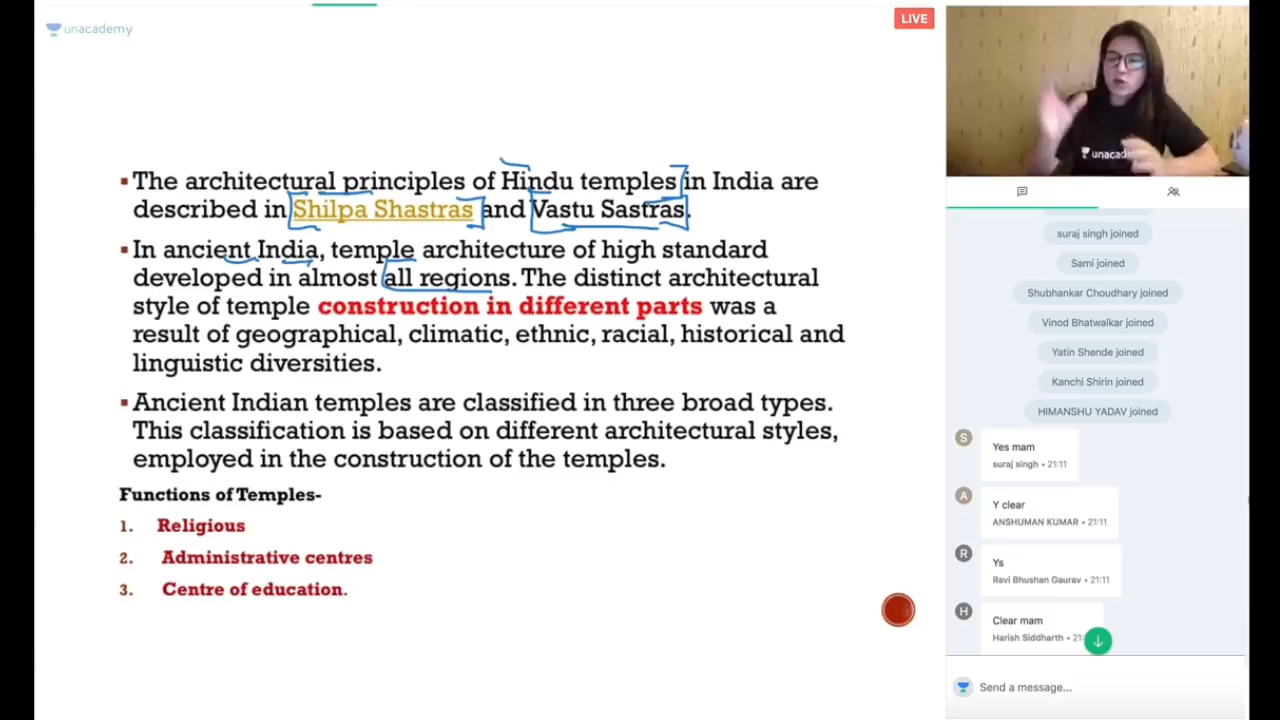 unacademy
LIVE
▪The architectural principles of Hindu temples in India are
described in Shilpa Shastras and Vastu Sastras.
▪In ancient India, temple architecture of high standard
developed in almost all regions. The distinct architectural
style of temple construction in different parts was a
result of geographical, climatic, ethnic, racial, historical and
linguistic diversities.
▪Ancient Indian temples are classified in three broad types.
This classification is based on different architectural styles,
employed in the construction of the temples.
Functions of Temples-
1. Religious
2. Administrative centres
3. Centre of education.
unacade
suraj singh joined
Sami joined
Shubhankar Choudhary joined
Vinod Bhatwalkar joined
Yatin Shende joined
Kanchi Shirin joined
HIMANSHU YADAV joined
S
Yes mam
suraj singh • 21:11
A
Y clear
ANSHUMAN KUMAR • 21:11
R
Ys
Ravi Bhushan Gaurav • 21:11
H
Clear mam
Harish Siddharth • 21:
Send a message...